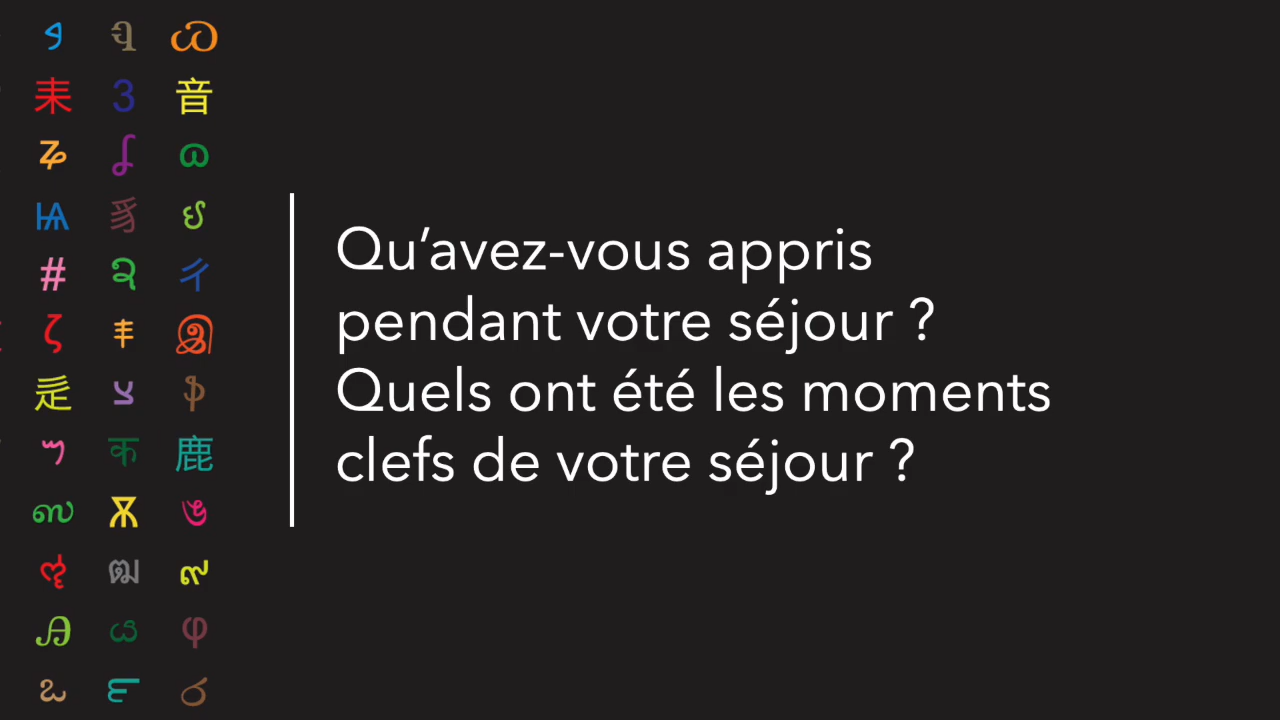 Qu’avez-vous appris
pendant votre séjour ?
Quels ont été les moments
clefs de votre séjour ?